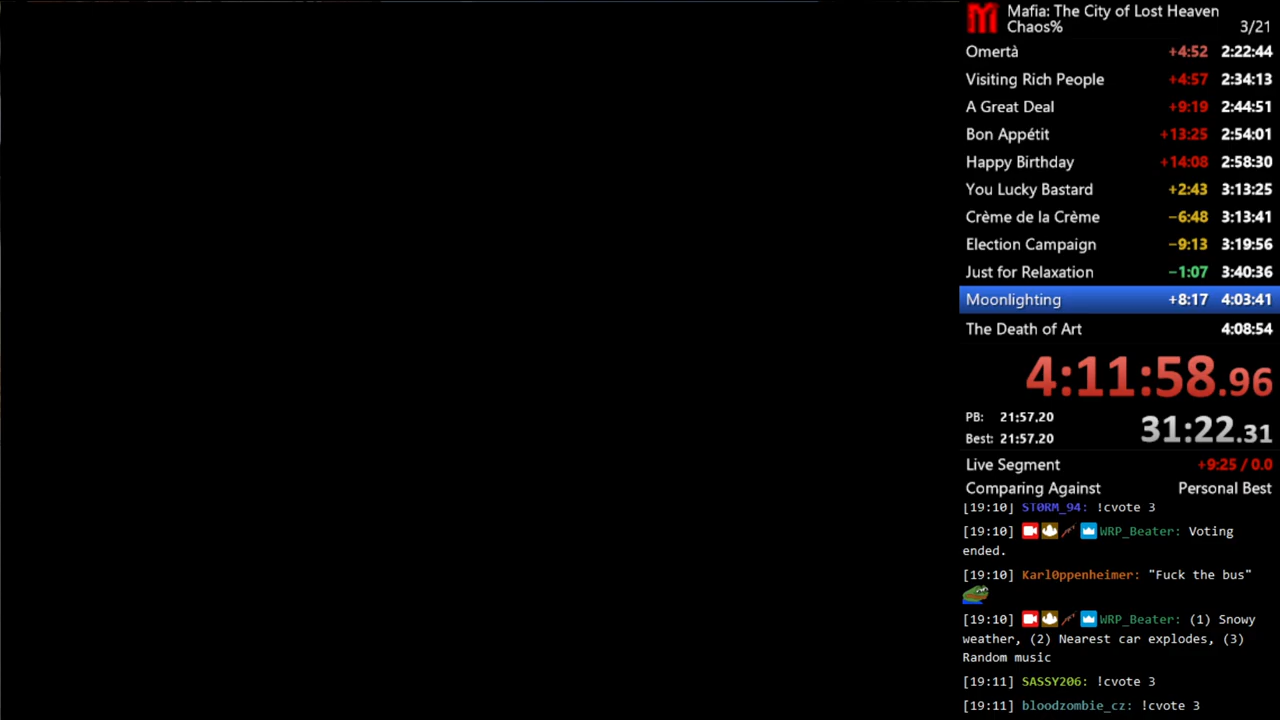 Mafia: The City of Lost Heaven
Chaos% 3/21
Omertà +4:52 2:22:44
Visiting Rich People +4:57 2:34:13
A Great Deal +9:19 2:44:51
Bon Appétit +13:25 2:54:01
Happy Birthday +14:08 2:58:30
You Lucky Bastard +2:43 3:13:25
Crème de la Crème −6:48 3:13:41
Election Campaign −9:13 3:19:56
Just for Relaxation −1:07 3:40:36
Moonlighting +8:17 4:03:41
The Death of Art 4:08:54
4:11:58.96
PB: 21:57.20
Best: 21:57.20
31:22.31
Live Segment +9:25 / 0.0
Comparing Against Personal Best
[19:10] ST0RM_94: !cvote 3
[19:10] WRP_Beater: Voting
ended.
[19:10] Karl0ppenheimer: "Fuck the bus"
[19:10] WRP_Beater: (1) Snowy
weather, (2) Nearest car explodes, (3)
Random music
[19:11] SASSY206: !cvote 3
[19:11] bloodzombie_cz: !cvote 3